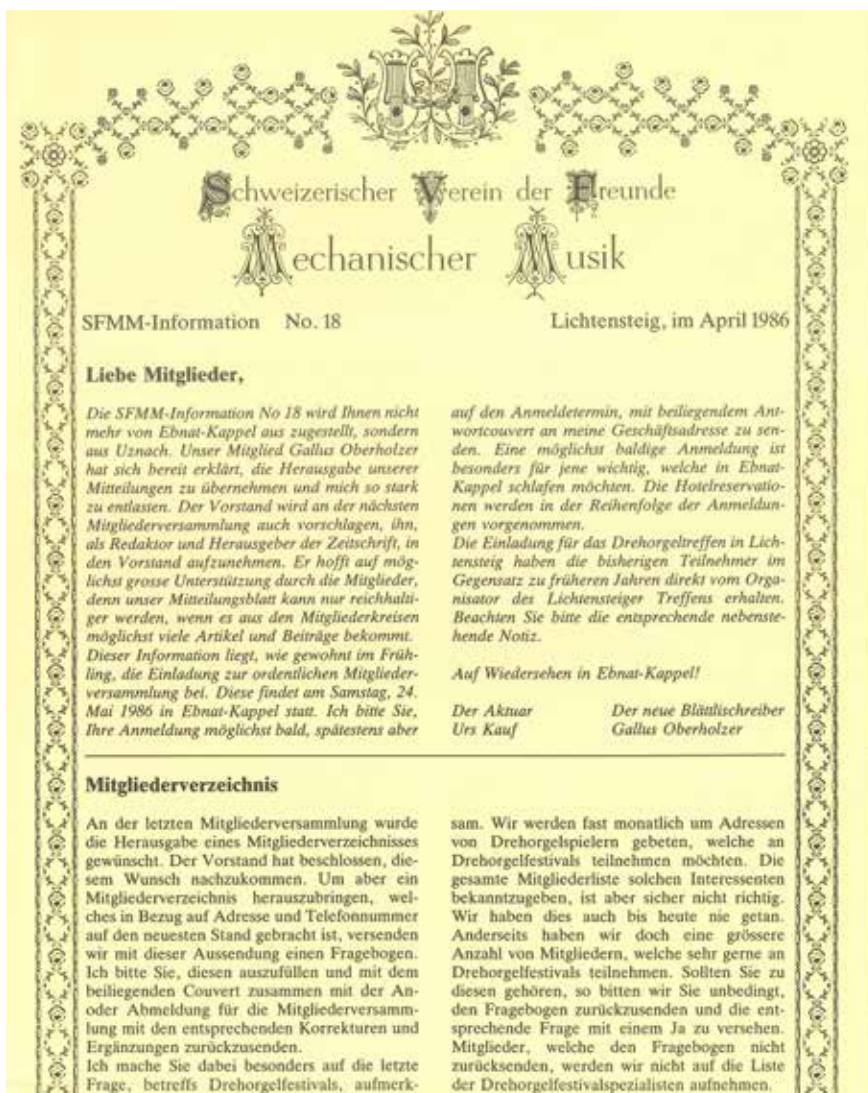 Schweizerischer Verein der Freunde
Mechanischer Musik
SFMM-Information No. 18 Lichtensteig, im April 1986
Liebe Mitglieder,
Die SFMM-Information No 18 wird Ihnen nicht
mehr von Ebnat-Kappel aus zugestellt, sondern
aus Uznach. Unser Mitglied Gallus Oberholzer
hat sich bereit erklärt, die Herausgabe unserer
Mitteilungen zu übernehmen und mich so stark
zu entlasten. Der Vorstand wird an der nächsten
Mitgliederversammlung auch vorschlagen, ihn,
als Redaktor und Herausgeber der Zeitschrift, in
den Vorstand aufzunehmen. Er hofft auf mög-
lichst grosse Unterstützung durch die Mitglieder,
denn unser Mitteilungsblatt kann nur reichhalti-
ger werden, wenn es aus den Mitgliederkreisen
möglichst viele Artikel und Beiträge bekommt.
Dieser Information liegt, wie gewohnt im Früh-
ling, die Einladung zur ordentlichen Mitglieder-
versammlung bei. Diese findet am Samstag, 24.
Mai 1986 in Ebnat-Kappel statt. Ich bitte Sie,
Ihre Anmeldung möglichst bald, spätestens aber
auf den Anmeldetermin, mit beiliegendem Ant-
wortcouvert an meine Geschäftsadresse zu sen-
den. Eine möglichst baldige Anmeldung ist
besonders für jene wichtig, welche in Ebnat-
Kappel schlafen möchten. Die Hotelreservatio-
nen werden in der Reihenfolge der Anmeldun-
gen vorgenommen.
Die Einladung für das Drehorgeltreffen in Lich-
tensteig haben die bisherigen Teilnehmer im
Gegensatz zu früheren Jahren direkt vom Orga-
nisator des Lichtensteiger Treffens erhalten.
Beachten Sie bitte die entsprechende nebenste-
hende Notiz.
Auf Wiedersehen in Ebnat-Kappel!
Der Aktuar Der neue Blättlischreiber
Urs Kauf Gallus Oberholzer
Mitgliederverzeichnis
An der letzten Mitgliederversammlung wurde
die Herausgabe eines Mitgliederverzeichnisses
gewünscht. Der Vorstand hat beschlossen, die-
sem Wunsch nachzukommen. Um aber ein
Mitgliederverzeichnis herauszubringen, wel-
ches in Bezug auf Adresse und Telefonnummer
auf den neuesten Stand gebracht ist, versenden
wir mit dieser Aussendung einen Fragebogen.
Ich bitte Sie, diesen auszufüllen und mit dem
beiliegenden Couvert zusammen mit der An-
oder Abmeldung für die Mitgliederversamm-
lung mit den entsprechenden Korrekturen und
Ergänzungen zurückzusenden.
Ich mache Sie dabei besonders auf die letzte
Frage, betreffs Drehorgelfestivals, aufmerk-
sam. Wir werden fast monatlich um Adressen
von Drehorgelspielern gebeten, welche an
Drehorgelfestivals teilnehmen möchten. Die
gesamte Mitgliederliste solchen Interessenten
bekanntzugeben, ist aber sicher nicht richtig.
Wir haben dies auch bis heute nie getan.
Anderseits haben wir doch eine grössere
Anzahl von Mitgliedern, welche sehr gerne an
Drehorgelfestivals teilnehmen. Sollten Sie zu
diesen gehören, so bitten wir Sie unbedingt,
den Fragebogen zurückzusenden und die ent-
sprechende Frage mit einem Ja zu versehen.
Mitglieder, welche den Fragebogen nicht
zurücksenden, werden wir nicht auf die Liste
der Drehorgelfestivalspezialisten aufnehmen.